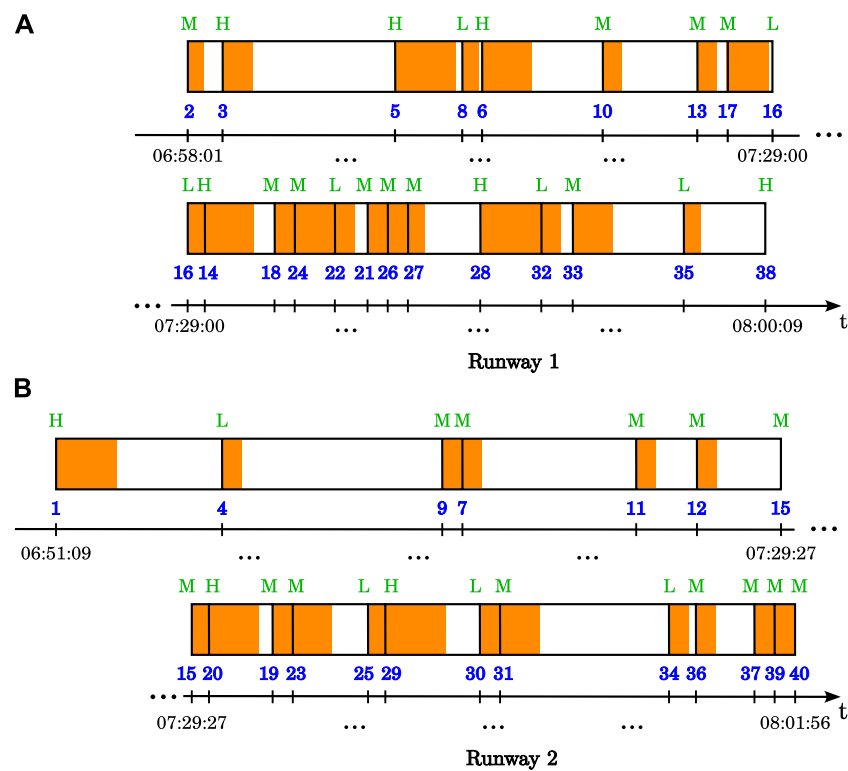 A
M H H L H M M M L
2 3 5 8 6 10 13 17 16
...
06:58:01 ... ... ... 07:29:00
L H M M L M M M H L M L H
16 14 18 24 22 21 26 27 28 32 33 35 38
...
07:29:00 ... ... ... 08:00:09 t
Runway 1
B
H L M M M M M
1 4 9 7 11 12 15
...
06:51:09 ... ... ... 07:29:27
M H M M L H L M L M M M M
15 20 19 23 25 29 30 31 34 36 37 39 40
...
07:29:27 ... ... ... 08:01:56 t
Runway 2